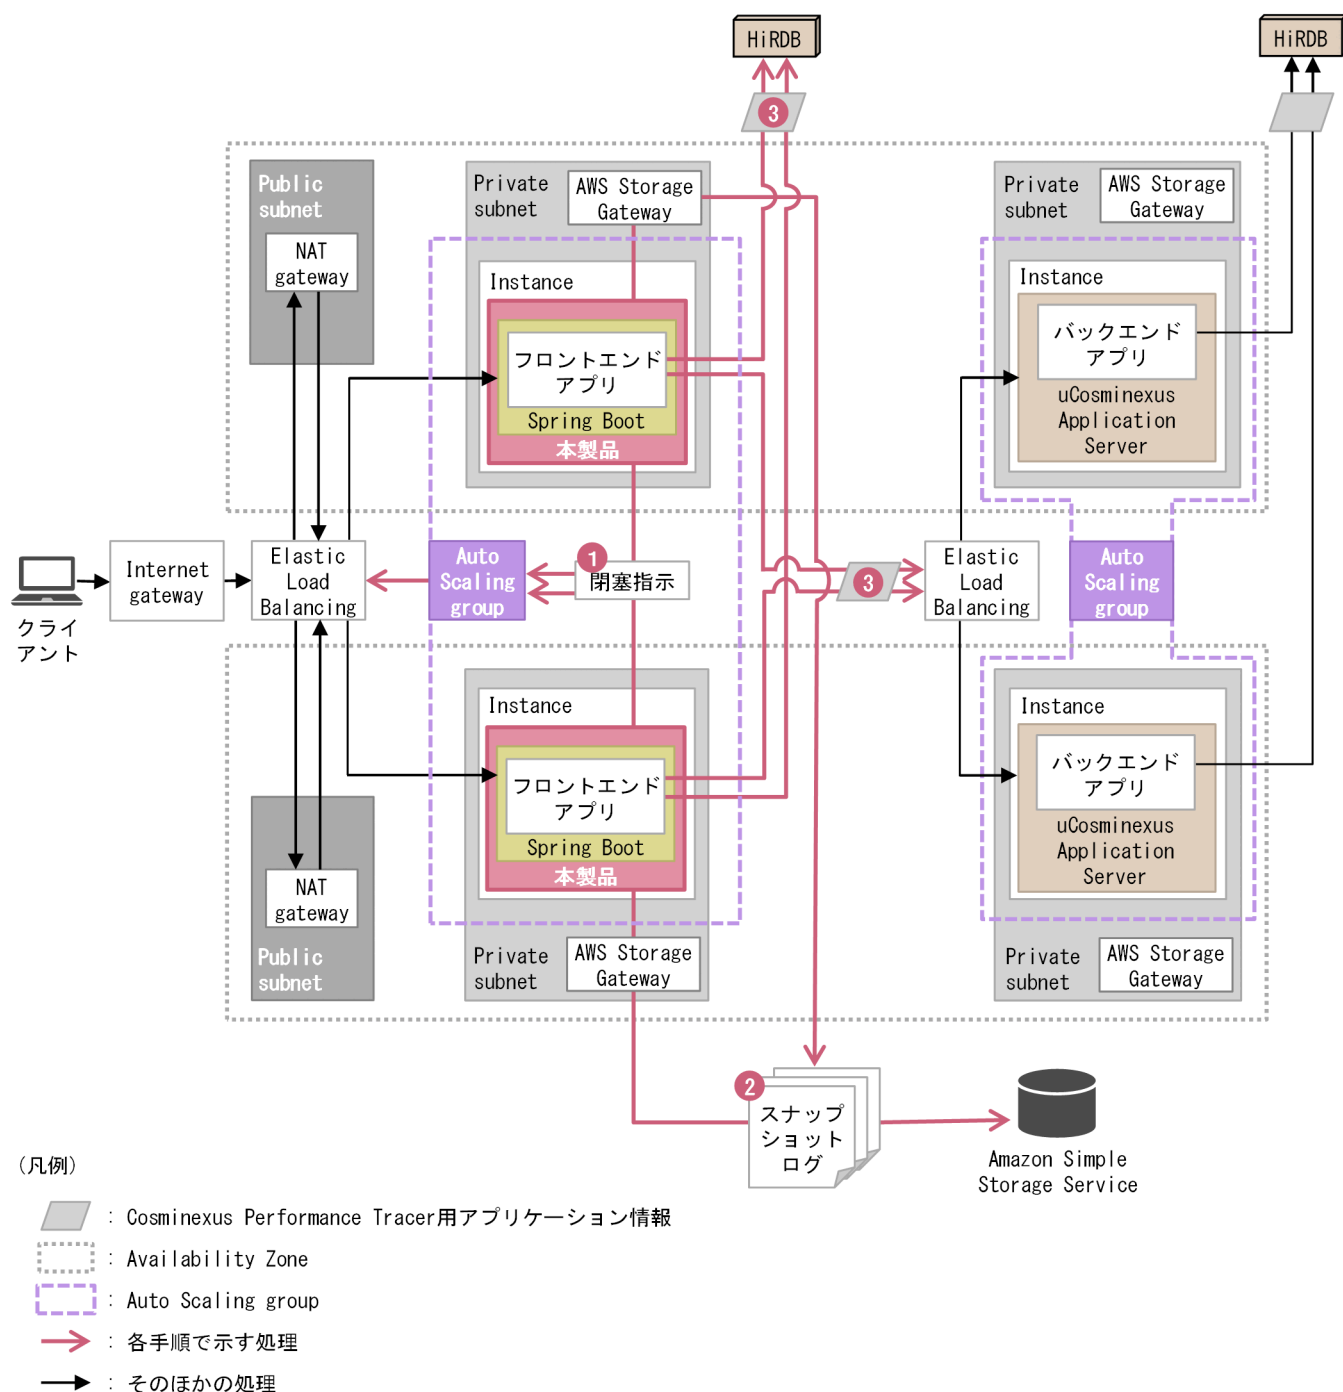 HiRDB
HiRDB
3
Public
subnet
NAT
gateway
Private
subnet
AWS Storage
Gateway
Instance
フロントエンド
アプリ
Spring Boot
本製品
Private
subnet
AWS Storage
Gateway
Instance
バックエンド
アプリ
uCosminexus
Application
Server
クライ
アント
Internet
gateway
Elastic
Load
Balancing
Auto
Scaling
group
1
閉塞指示
3
Elastic
Load
Balancing
Auto
Scaling
group
Instance
フロントエンド
アプリ
Spring Boot
本製品
Private
subnet
AWS Storage
Gateway
NAT
gateway
Public
subnet
Instance
バックエンド
アプリ
uCosminexus
Application
Server
Private
subnet
AWS Storage
Gateway
2
スナップ
ショット
ログ
Amazon Simple
Storage Service
（凡例）
: Cosminexus Performance Tracer用アプリケーション情報
: Availability Zone
: Auto Scaling group
: 各手順で示す処理
: そのほかの処理